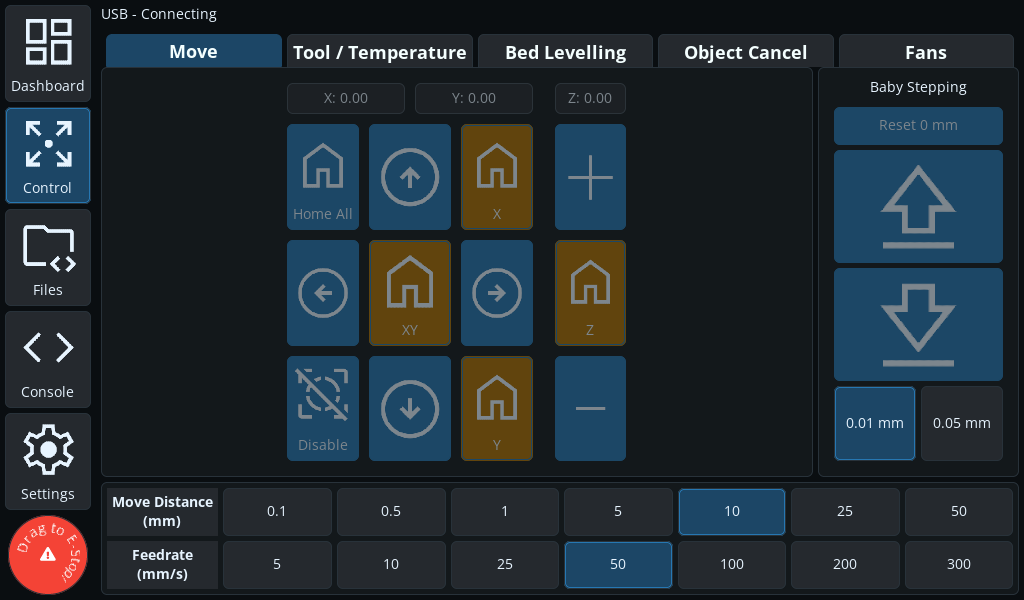 USB - Connecting
Dashboard
Control
Files
Console
Settings
Drag to E-Stop!
Move
Tool / Temperature
Bed Levelling
Object Cancel
Fans
X: 0.00
Y: 0.00
Z: 0.00
Home All
X
XY
Z
Disable
Y
Baby Stepping
Reset 0 mm
0.01 mm
0.05 mm
Move Distance
(mm)
0.1
0.5
1
5
10
25
50
Feedrate
(mm/s)
5
10
25
50
100
200
300